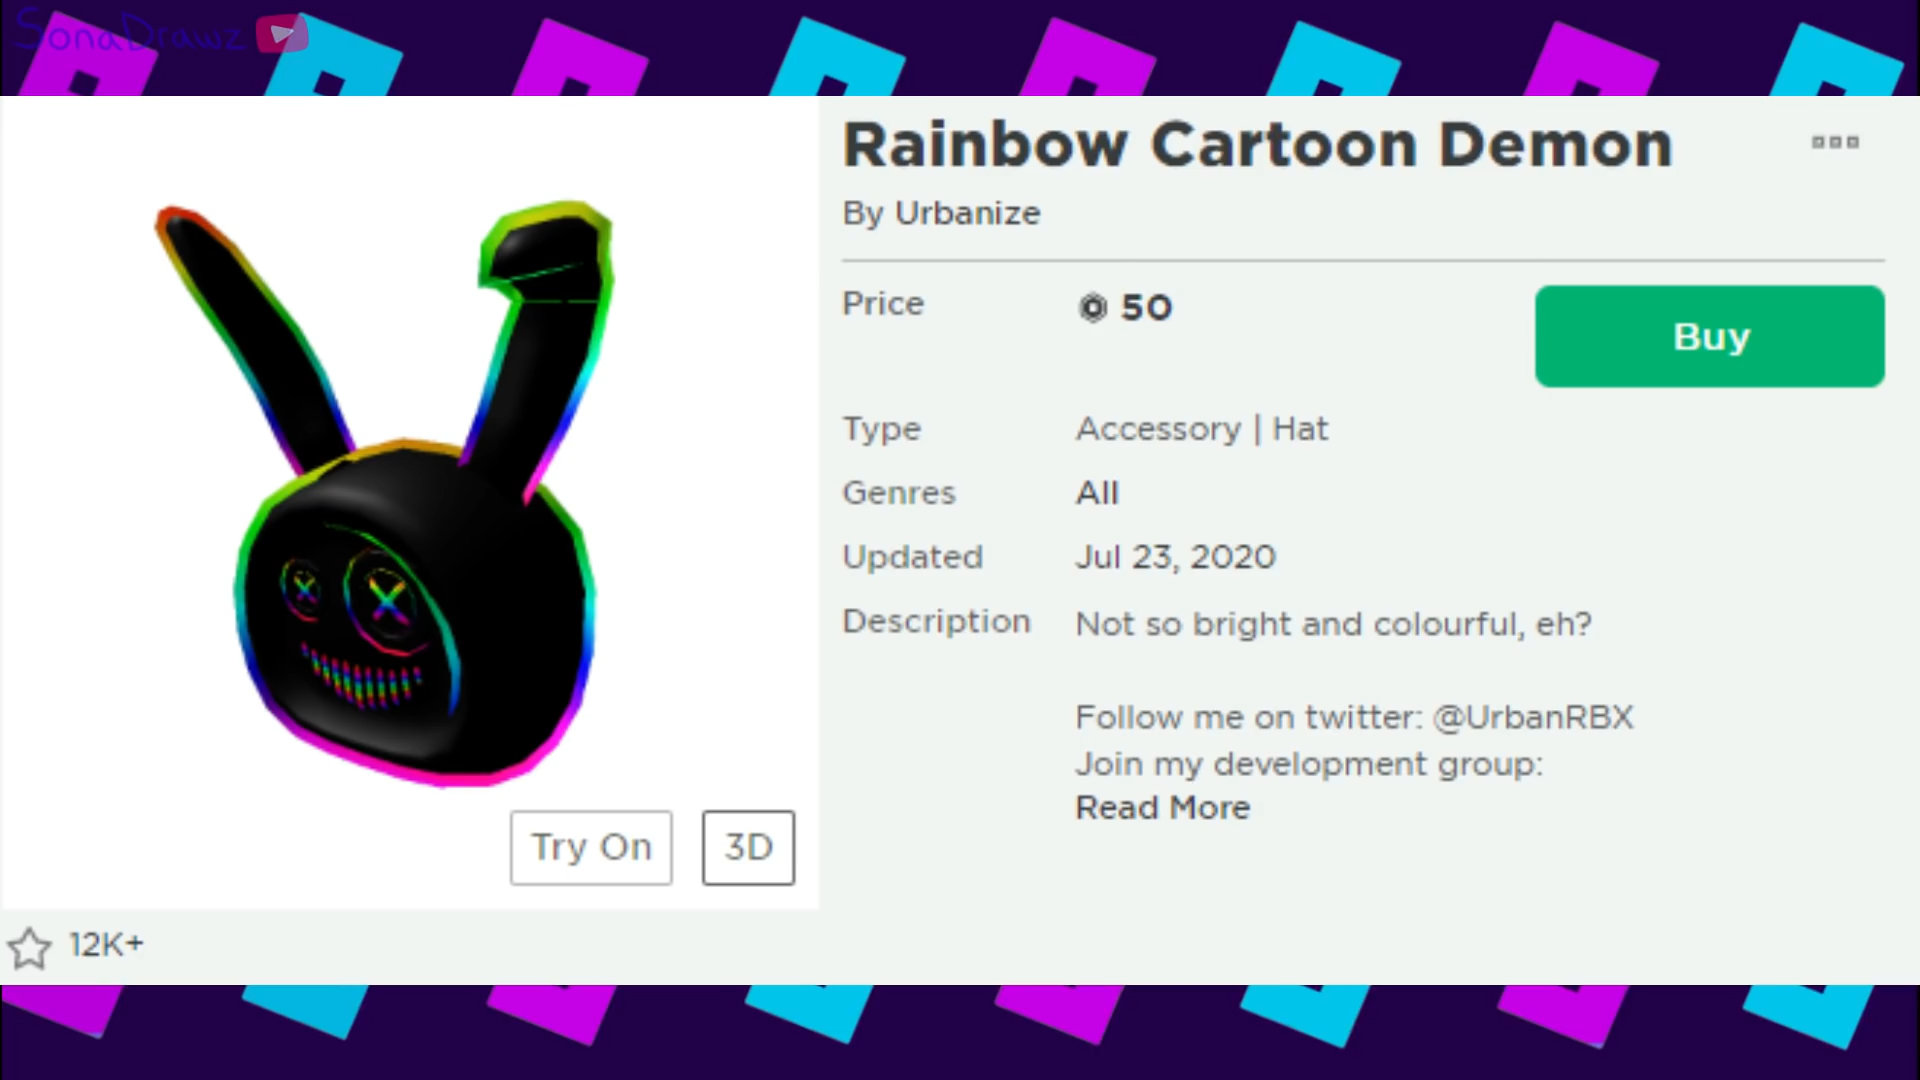 SonaDrawz
Rainbow Cartoon Demon
By Urbanize
Price 50
Buy
Type Accessory | Hat
Genres All
Updated Jul 23, 2020
Description Not so bright and colourful, eh?
Follow me on twitter: @UrbanRBX
Join my development group:
Read More
Try On 3D
12K+